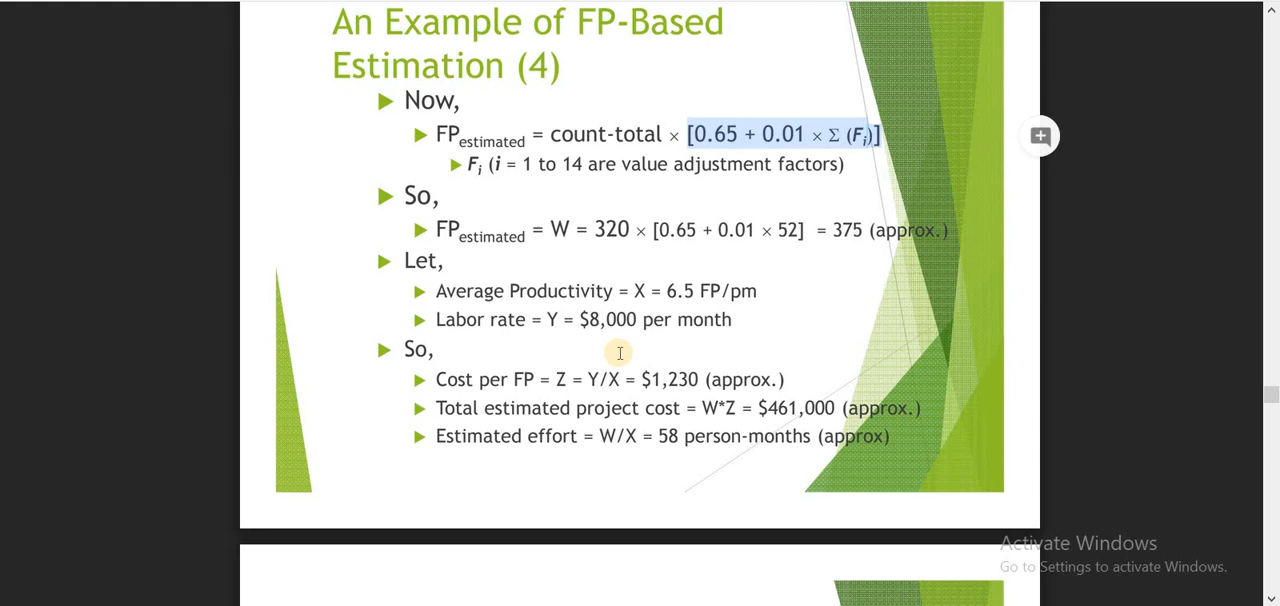 An Example of FP-Based
Estimation (4)
Now,
FPestimated = count-total × [0.65 + 0.01 × Σ (Fi)]
Fi (i = 1 to 14 are value adjustment factors)
So,
FPestimated = W = 320 × [0.65 + 0.01 × 52] = 375 (approx.)
Let,
Average Productivity = X = 6.5 FP/pm
Labor rate = Y = $8,000 per month
So,
Cost per FP = Z = Y/X = $1,230 (approx.)
Total estimated project cost = W*Z = $461,000 (approx.)
Estimated effort = W/X = 58 person-months (approx)
Activate Windows
Go to Settings to activate Windows.